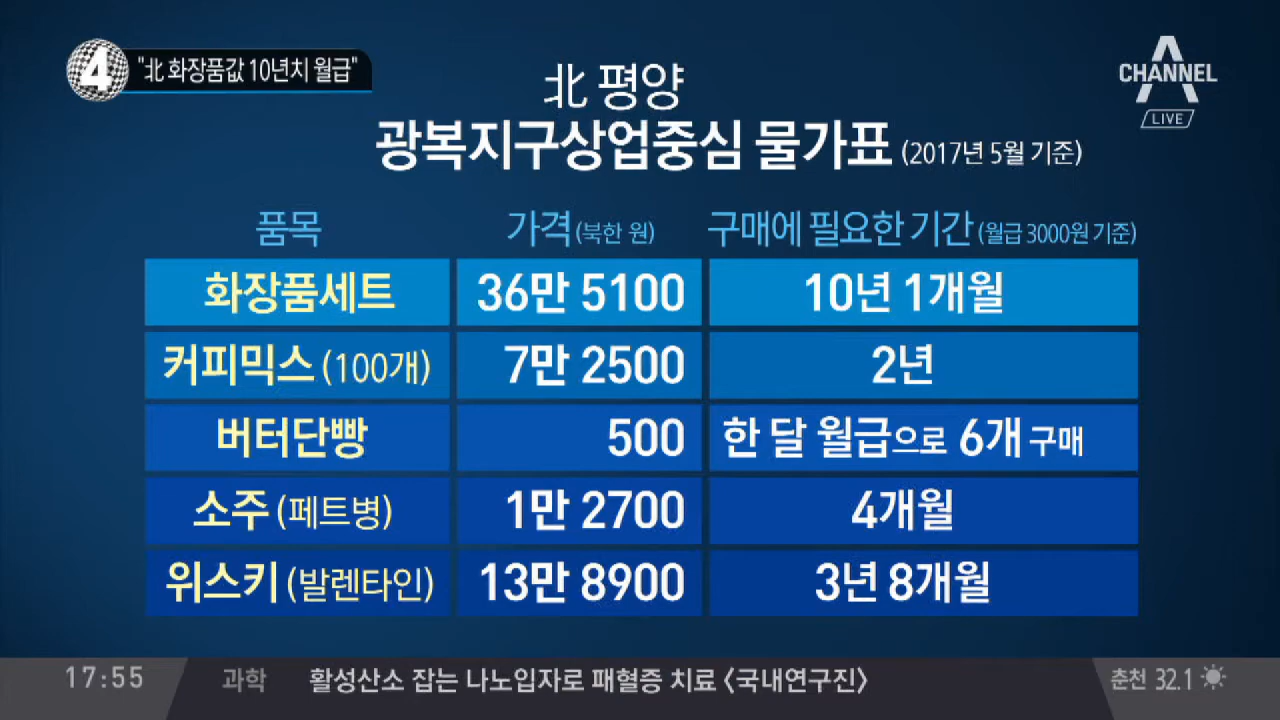 4 "北 화장품값 10년치 월급"
CHANNEL A
LIVE
北 평양
광복지구상업중심 물가표 (2017년 5월 기준)
품목 가격 (북한 원) 구매에 필요한 기간 (월급 3000원 기준)
화장품세트 36만 5100 10년 1개월
커피믹스 (100개) 7만 2500 2년
버터단빵 500 한 달 월급으로 6개 구매
소주 (페트병) 1만 2700 4개월
위스키 (발렌타인) 13만 8900 3년 8개월
17:55 과학 활성산소 잡는 나노입자로 패혈증 치료 〈국내연구진〉 춘천 32.1